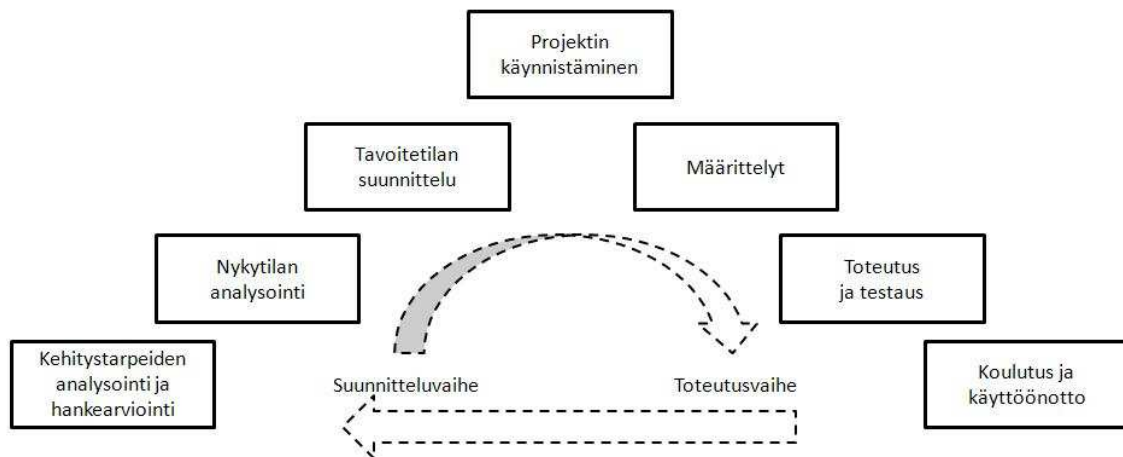 Projektin
käynnistäminen
Tavoitetilan
suunnittelu
Määrittelyt
Nykytilan
analysointi
Toteutus
ja testaus
Kehitystarpeiden
analysointi ja
hankearviointi
Suunnitteluvaihe
Toteutusvaihe
Koulutus ja
käyttöönotto